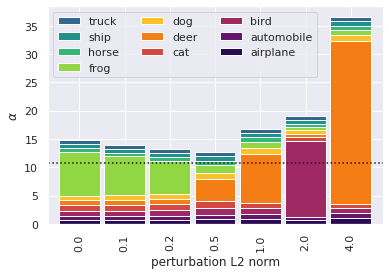 truck
ship
horse
frog
dog
deer
cat
bird
automobile
airplane
α
35
30
25
20
15
10
5
0
0.0 0.1 0.2 0.5 1.0 2.0 4.0
perturbation L2 norm